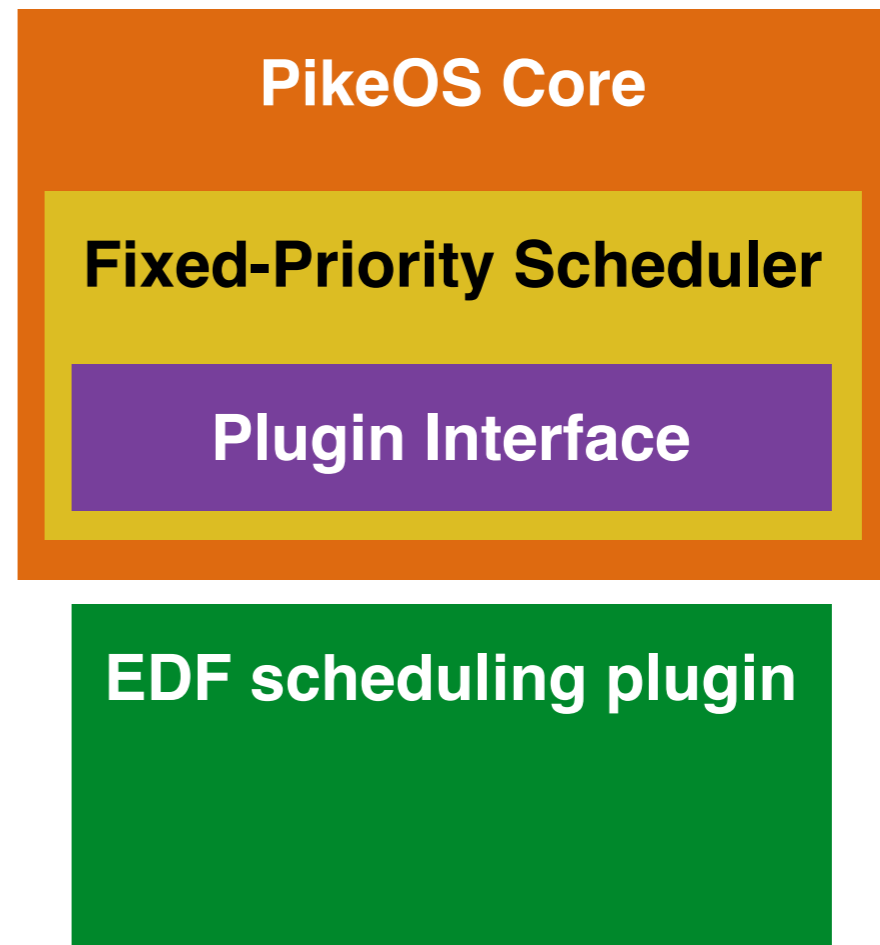 PikeOS Core
Fixed-Priority Scheduler
Plugin Interface
EDF scheduling plugin